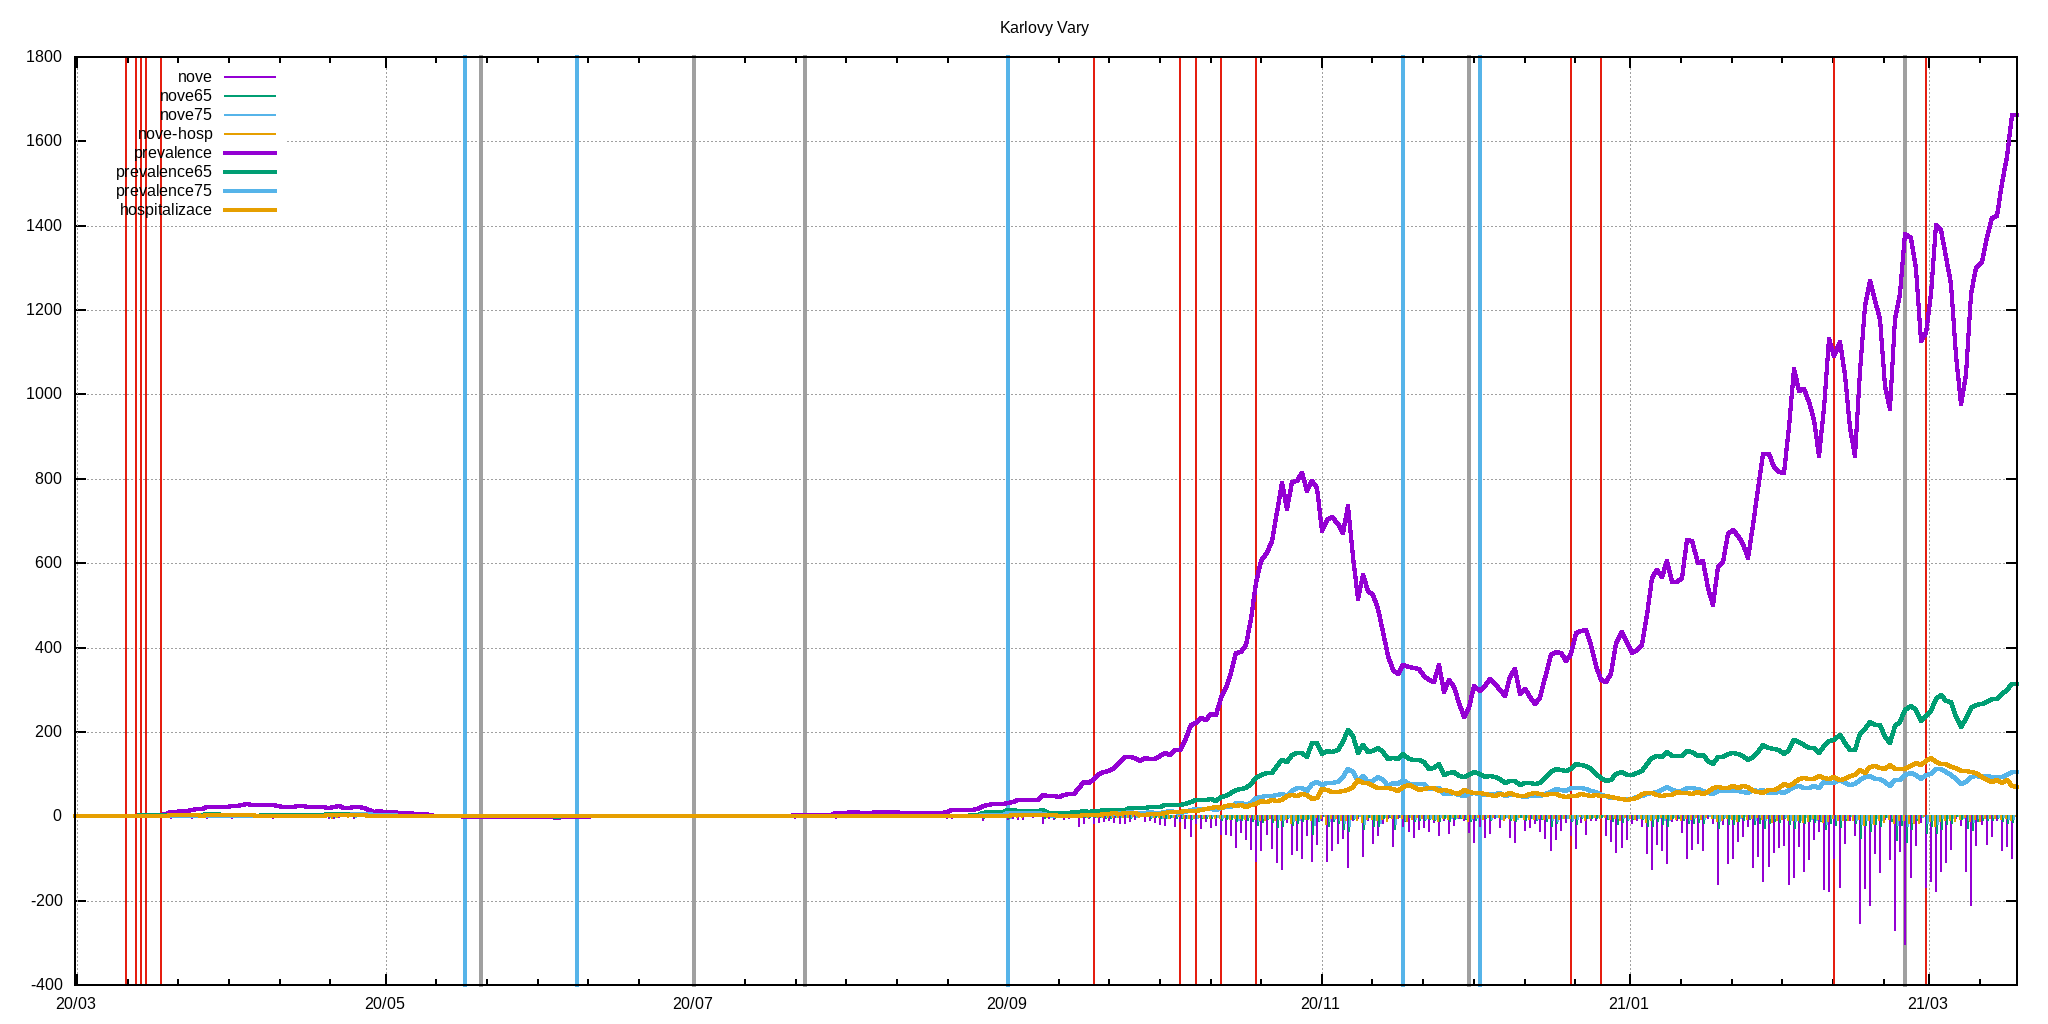 Karlovy Vary
1800
1600
1400
1200
1000
800
600
400
200
0
-200
-400
nove
nove65
nove75
nove-hosp
prevalence
prevalence65
prevalence75
hospitalizace
20/03
20/05
20/07
20/09
20/11
21/01
21/03